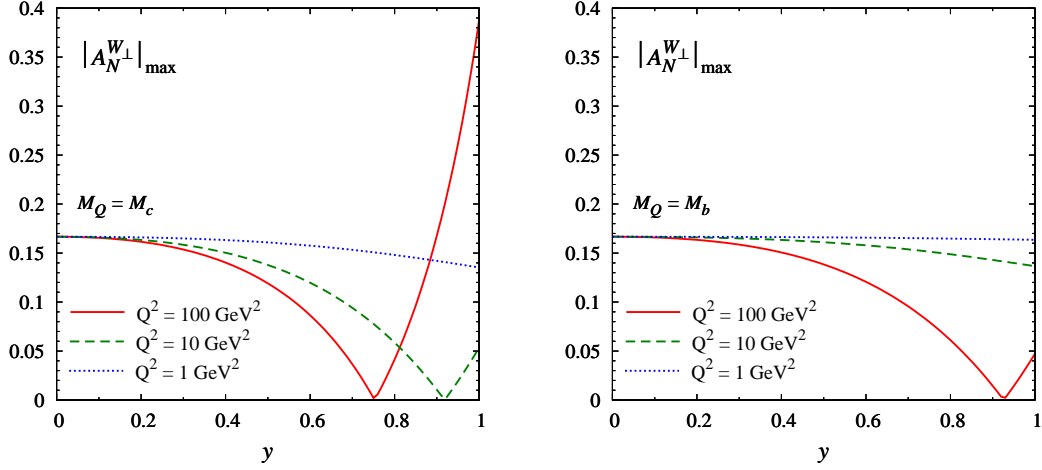 0.4
0.35
0.3
0.25
0.2
0.15
0.1
0.05
0
|A_N^{W⊥}|_max
M_Q = M_c
Q² = 100 GeV²
Q² = 10 GeV²
Q² = 1 GeV²
0 0.2 0.4 0.6 0.8 1
y
0.4
0.35
0.3
0.25
0.2
0.15
0.1
0.05
0
|A_N^{W⊥}|_max
M_Q = M_b
Q² = 100 GeV²
Q² = 10 GeV²
Q² = 1 GeV²
0 0.2 0.4 0.6 0.8 1
y